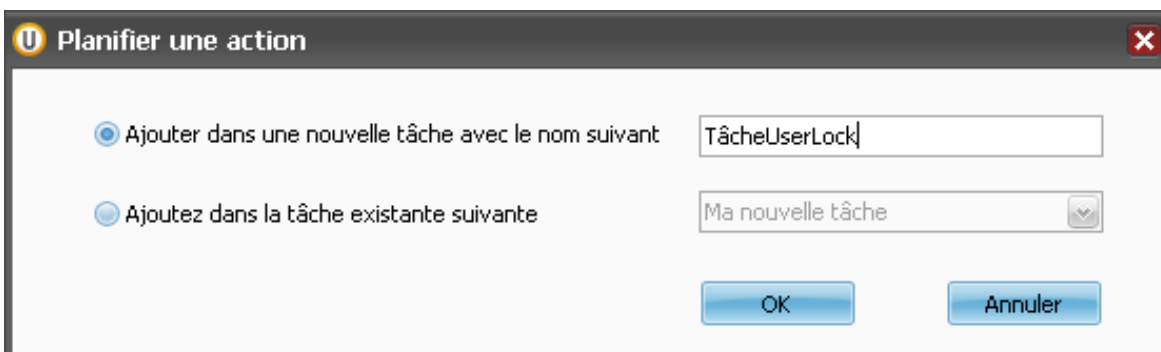 U Planifier une action
Ajouter dans une nouvelle tâche avec le nom suivant TâcheUserLock
Ajoutez dans la tâche existante suivante Ma nouvelle tâche
OK Annuler